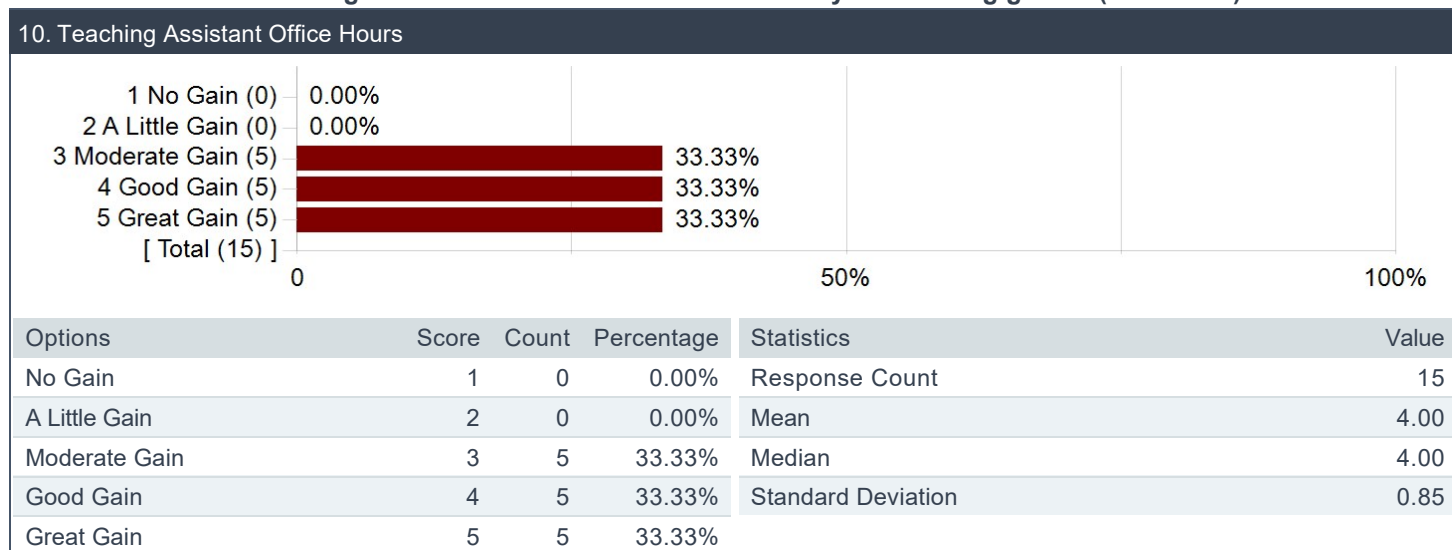 10. Teaching Assistant Office Hours
1 No Gain (0) 0.00%
2 A Little Gain (0) 0.00%
3 Moderate Gain (5) 33.33%
4 Good Gain (5) 33.33%
5 Great Gain (5) 33.33%
[ Total (15) ]
0 50% 100%
Options Score Count Percentage Statistics Value
No Gain 1 0 0.00% Response Count 15
A Little Gain 2 0 0.00% Mean 4.00
Moderate Gain 3 5 33.33% Median 4.00
Good Gain 4 5 33.33% Standard Deviation 0.85
Great Gain 5 5 33.33%